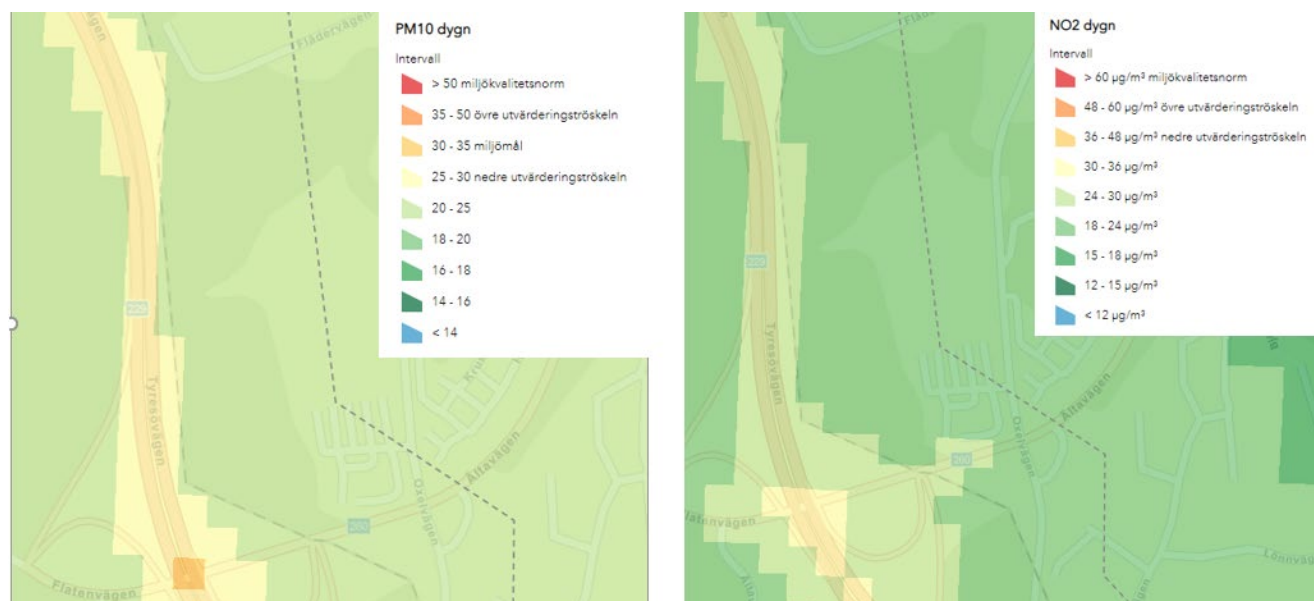 PM10 dygn
Intervall
> 50 miljökvalitetsnorm
35 - 50 övre utvärderingströskeln
30 - 35 miljömål
25 - 30 nedre utvärderingströskeln
20 - 25
18 - 20
16 - 18
14 - 16
< 14
Flädervägen
229
Tyresövägen
Ältavägen
Oxelvägen
260
Flatenvägen
NO2 dygn
Intervall
> 60 µg/m³ miljökvalitetsnorm
48 - 60 µg/m³ övre utvärderingströskeln
36 - 48 µg/m³ nedre utvärderingströskeln
30 - 36 µg/m³
24 - 30 µg/m³
18 - 24 µg/m³
15 - 18 µg/m³
12 - 15 µg/m³
< 12 µg/m³
Flädervägen
229
Tyresövägen
Ältavägen
260
Oxelvägen
latenvägen
Lönnväg